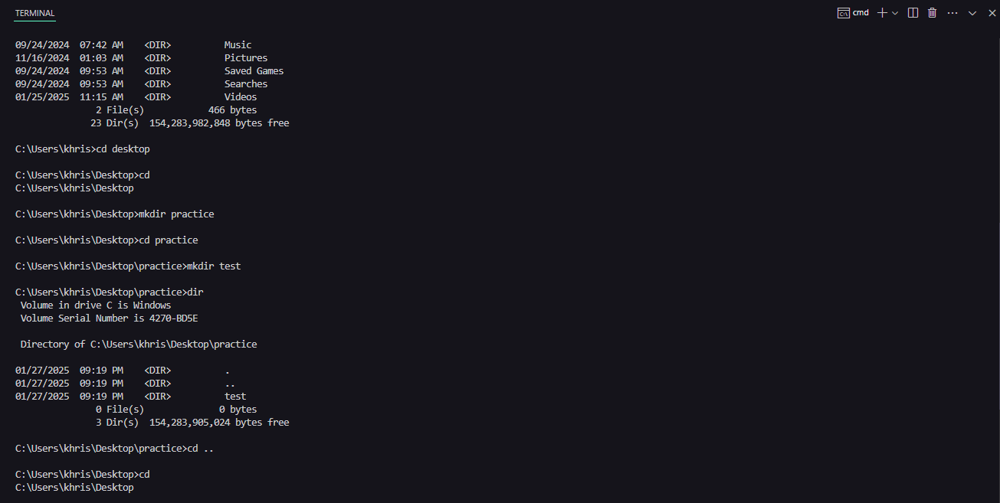 TERMINAL
cmd
09/24/2024  07:42 AM    <DIR>          Music
11/16/2024  01:03 AM    <DIR>          Pictures
09/24/2024  09:53 AM    <DIR>          Saved Games
09/24/2024  09:53 AM    <DIR>          Searches
01/25/2025  11:15 AM    <DIR>          Videos
               2 File(s)            466 bytes
              23 Dir(s)  154,283,982,848 bytes free

C:\Users\khris>cd desktop

C:\Users\khris\Desktop>cd
C:\Users\khris\Desktop

C:\Users\khris\Desktop>mkdir practice

C:\Users\khris\Desktop>cd practice

C:\Users\khris\Desktop\practice>mkdir test

C:\Users\khris\Desktop\practice>dir
 Volume in drive C is Windows
 Volume Serial Number is 4270-BD5E

 Directory of C:\Users\khris\Desktop\practice

01/27/2025  09:19 PM    <DIR>          .
01/27/2025  09:19 PM    <DIR>          ..
01/27/2025  09:19 PM    <DIR>          test
               0 File(s)              0 bytes
               3 Dir(s)  154,283,905,024 bytes free

C:\Users\khris\Desktop\practice>cd ..

C:\Users\khris\Desktop>cd
C:\Users\khris\Desktop